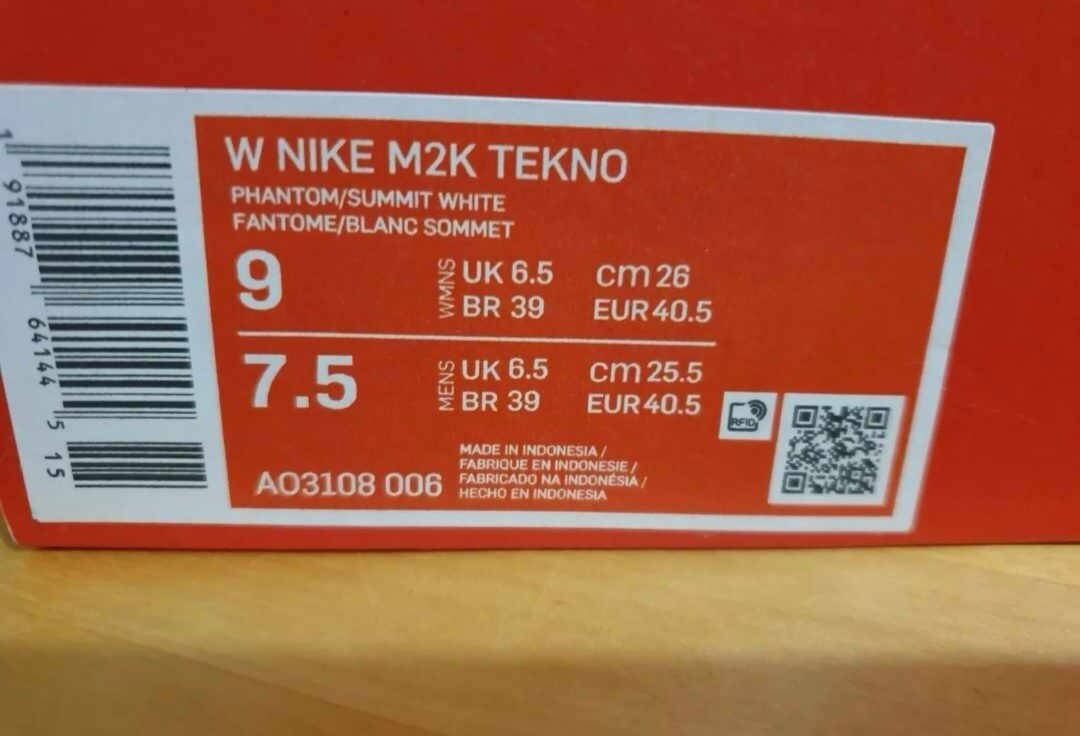 W NIKE M2K TEKNO
PHANTOM/SUMMIT WHITE
FANTOME/BLANC SOMMET
9 WMNS UK 6.5 cm 26
BR 39 EUR 40.5
7.5 MENS UK 6.5 cm 25.5
BR 39 EUR 40.5
RFID
MADE IN INDONESIA /
FABRIQUE EN INDONESIE /
FABRICADO NA INDONÉSIA /
HECHO EN INDONESIA
AO3108 006
1 91887 64144 5 15